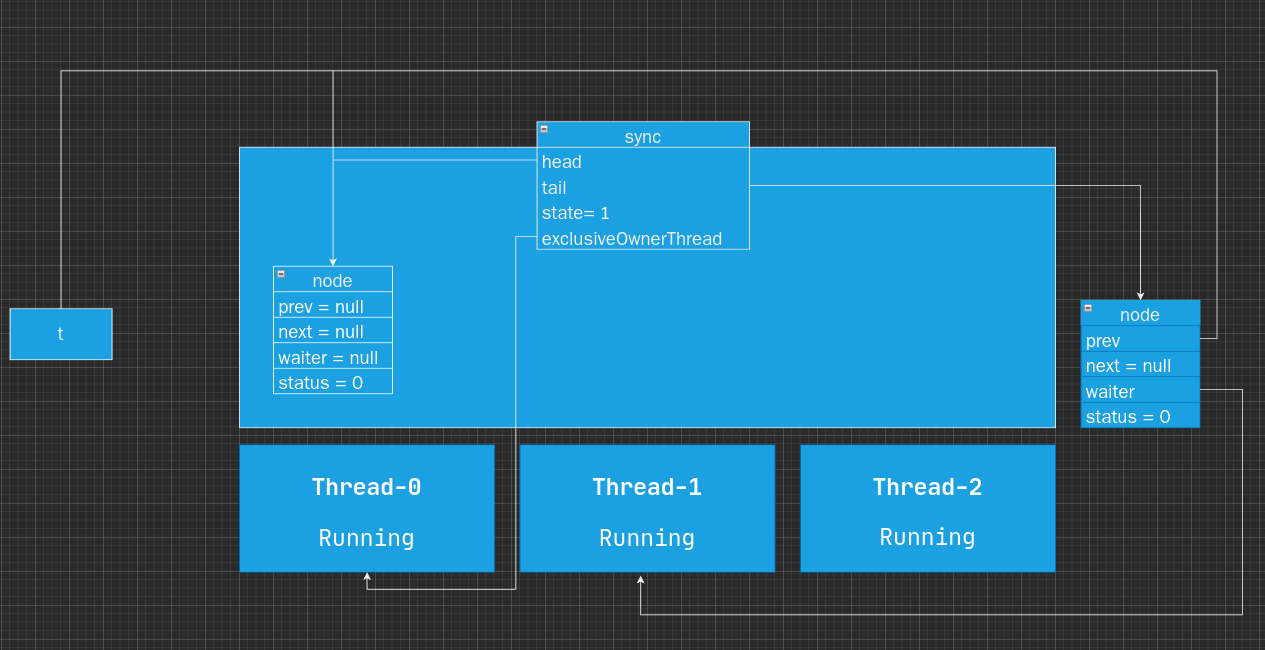 sync
head
tail
state= 1
exclusiveOwnerThread
node
prev = null
next = null
waiter = null
status = 0
t
node
prev
next = null
waiter
status = 0
Thread-0
Running
Thread-1
Running
Thread-2
Running